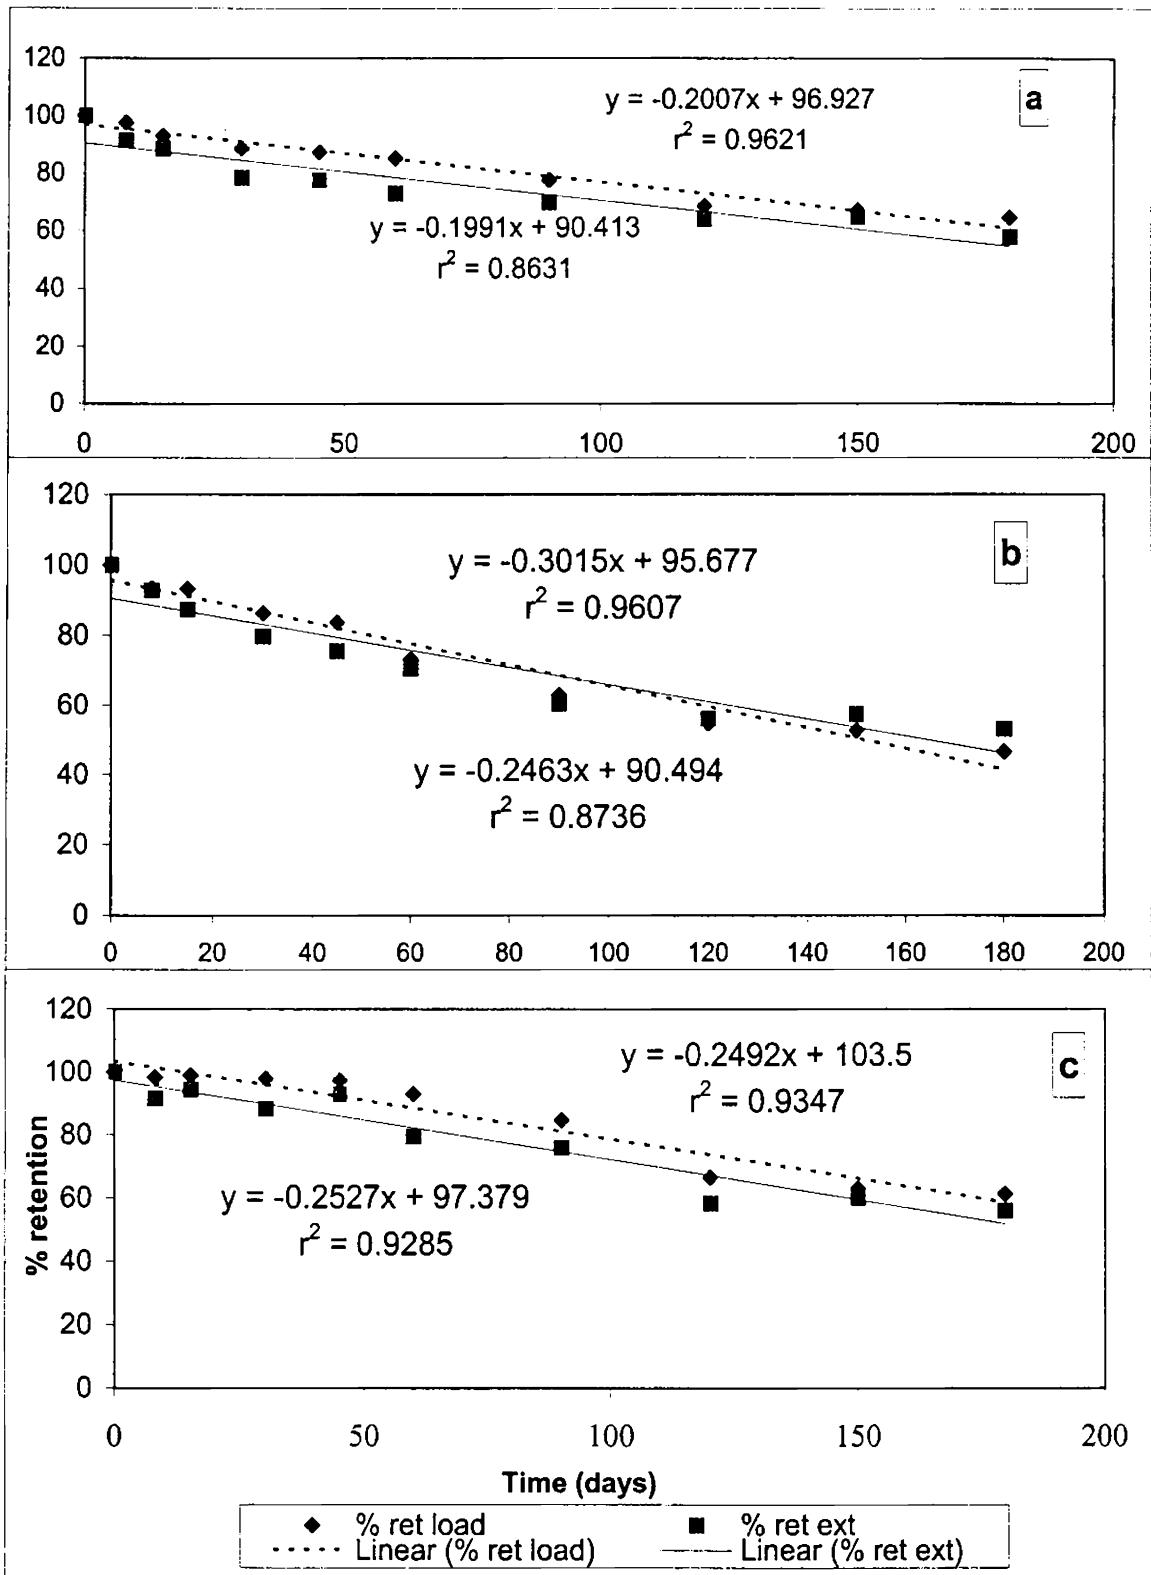 120
100
80
60
40
20
0
y = -0.2007x + 96.927
r² = 0.9621
a
y = -0.1991x + 90.413
r² = 0.8631
0 50 100 150 200
120
100
80
60
40
20
0
y = -0.3015x + 95.677
r² = 0.9607
b
y = -0.2463x + 90.494
r² = 0.8736
0 20 40 60 80 100 120 140 160 180 200
% retention
120
100
80
60
40
20
0
y = -0.2492x + 103.5
r² = 0.9347
c
y = -0.2527x + 97.379
r² = 0.9285
0 50 100 150 200
Time (days)
% ret load % ret ext
Linear (% ret load) Linear (% ret ext)